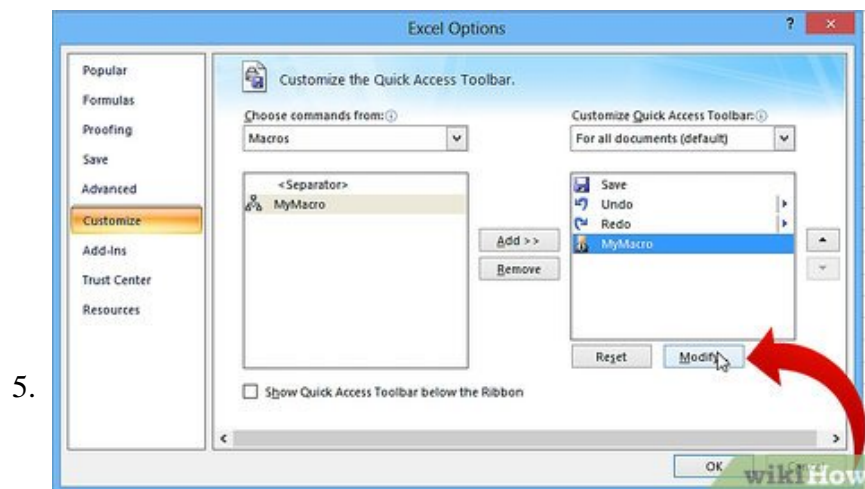 Excel Options
?
×
Popular
Formulas
Proofing
Save
Advanced
Customize
Add-Ins
Trust Center
Resources
Customize the Quick Access Toolbar.
Choose commands from:
Macros
<Separator>
MyMacro
Add >>
Remove
Customize Quick Access Toolbar:
For all documents (default)
Save
Undo
Redo
MyMacro
Reset
Modify
Show Quick Access Toolbar below the Ribbon
OK
wikiHow
5.